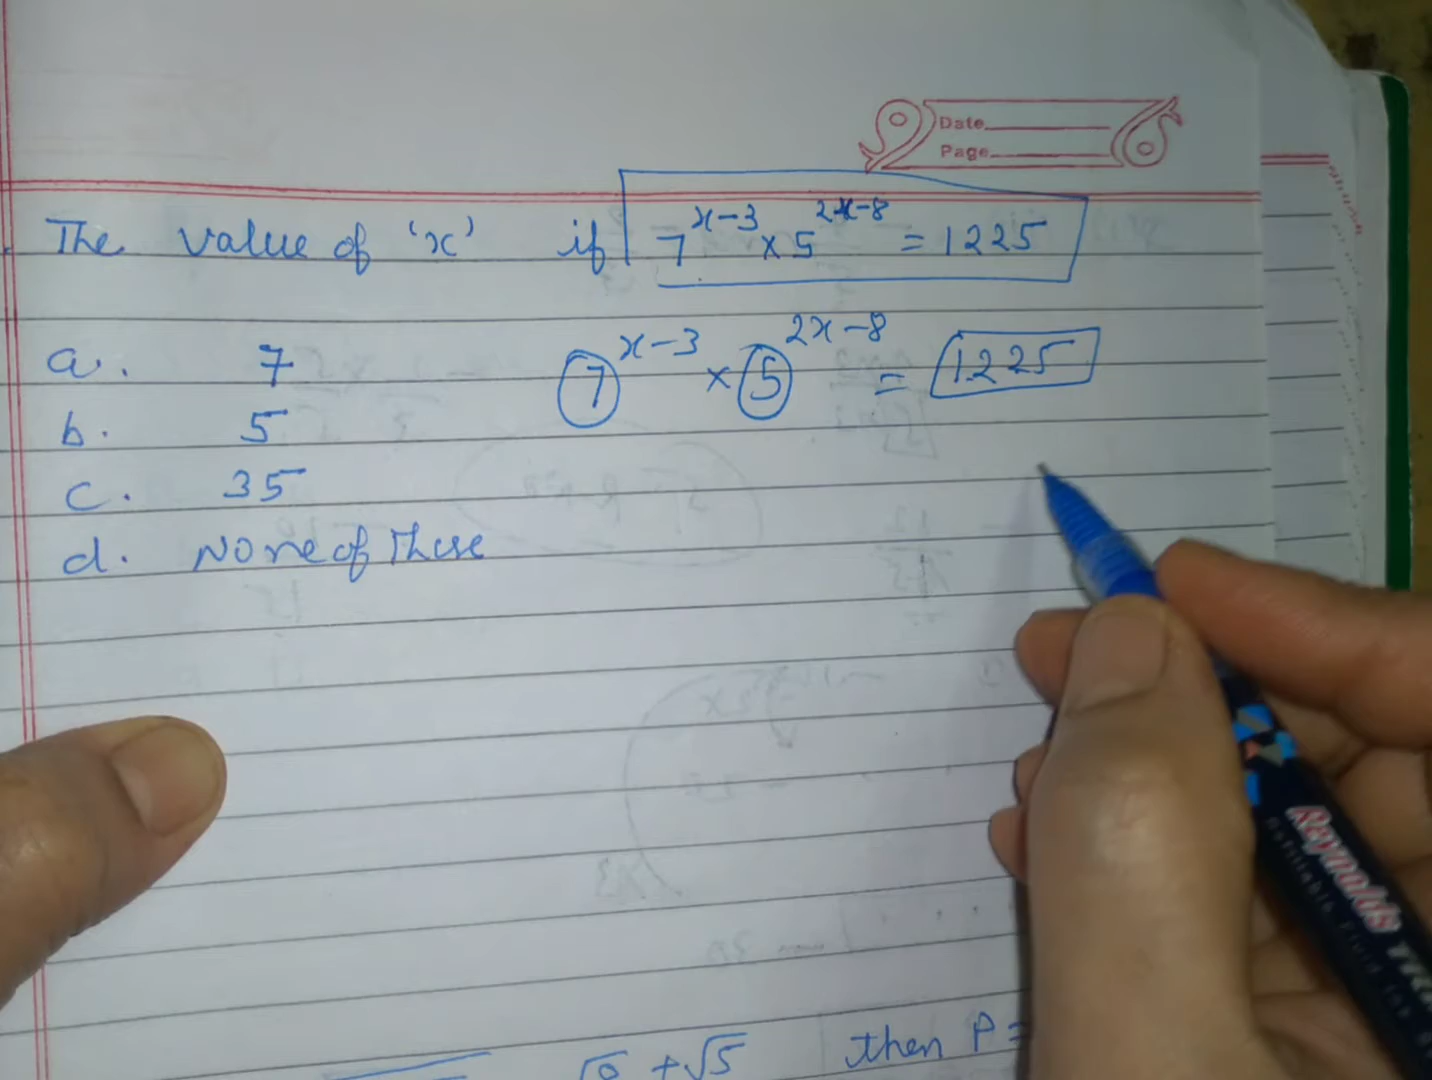 Date
Page
The value of 'x' if 7^{x-3} × 5^{2x-8} = 1225
a. 7
7^{x-3} × 5^{2x-8} = 1225
b. 5
c. 35
d. None of These
√5 then P =
Reynolds